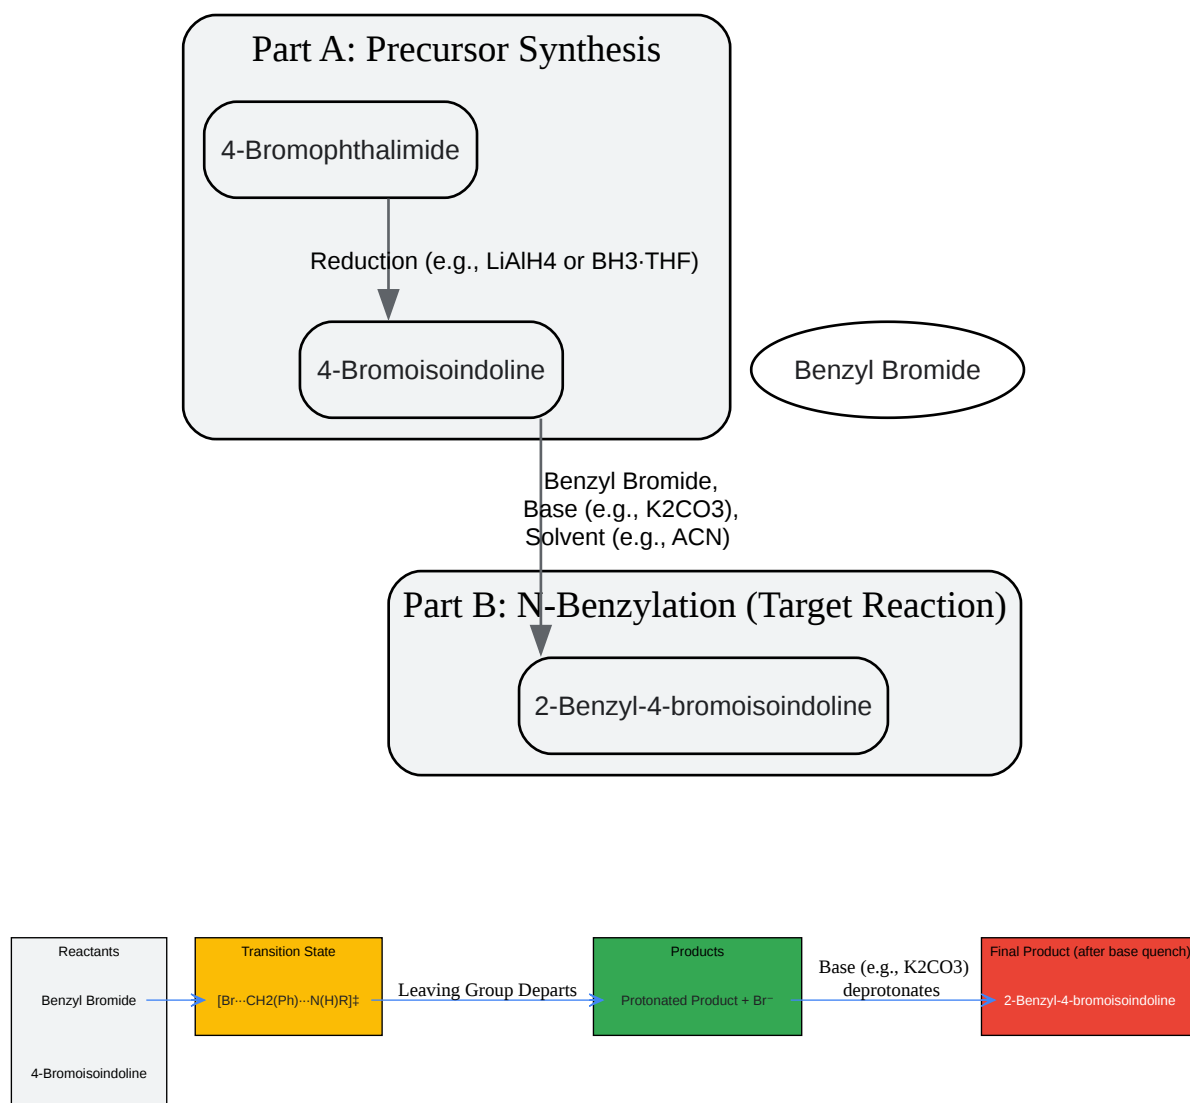 Part A: Precursor Synthesis
4-Bromophthalimide
Reduction (e.g., LiAlH4 or BH3·THF)
4-Bromoisoindoline
Benzyl Bromide
Benzyl Bromide,
Base (e.g., K2CO3),
Solvent (e.g., ACN)
Part B: N-Benzylation (Target Reaction)
2-Benzyl-4-bromoisoindoline
Reactants
Benzyl Bromide
4-Bromoisoindoline
Transition State
[Br···CH2(Ph)···N(H)R]‡
Leaving Group Departs
Products
Protonated Product + Br⁻
Base (e.g., K2CO3)
deprotonates
Final Product (after base quench)
2-Benzyl-4-bromoisoindoline